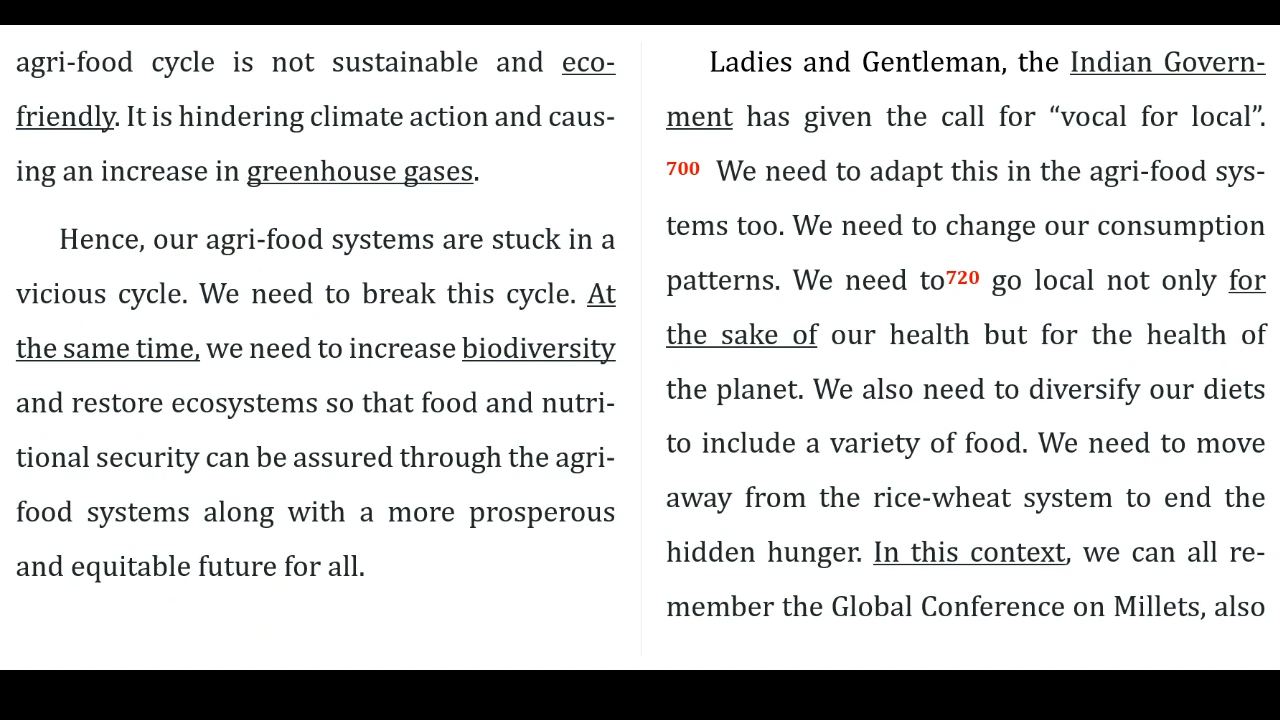 agri-food cycle is not sustainable and eco-
friendly. It is hindering climate action and caus-
ing an increase in greenhouse gases.
Hence, our agri-food systems are stuck in a
vicious cycle. We need to break this cycle. At
the same time, we need to increase biodiversity
and restore ecosystems so that food and nutri-
tional security can be assured through the agri-
food systems along with a more prosperous
and equitable future for all.
Ladies and Gentleman, the Indian Govern-
ment has given the call for “vocal for local”.
700 We need to adapt this in the agri-food sys-
tems too. We need to change our consumption
patterns. We need to720 go local not only for
the sake of our health but for the health of
the planet. We also need to diversify our diets
to include a variety of food. We need to move
away from the rice-wheat system to end the
hidden hunger. In this context, we can all re-
member the Global Conference on Millets, also